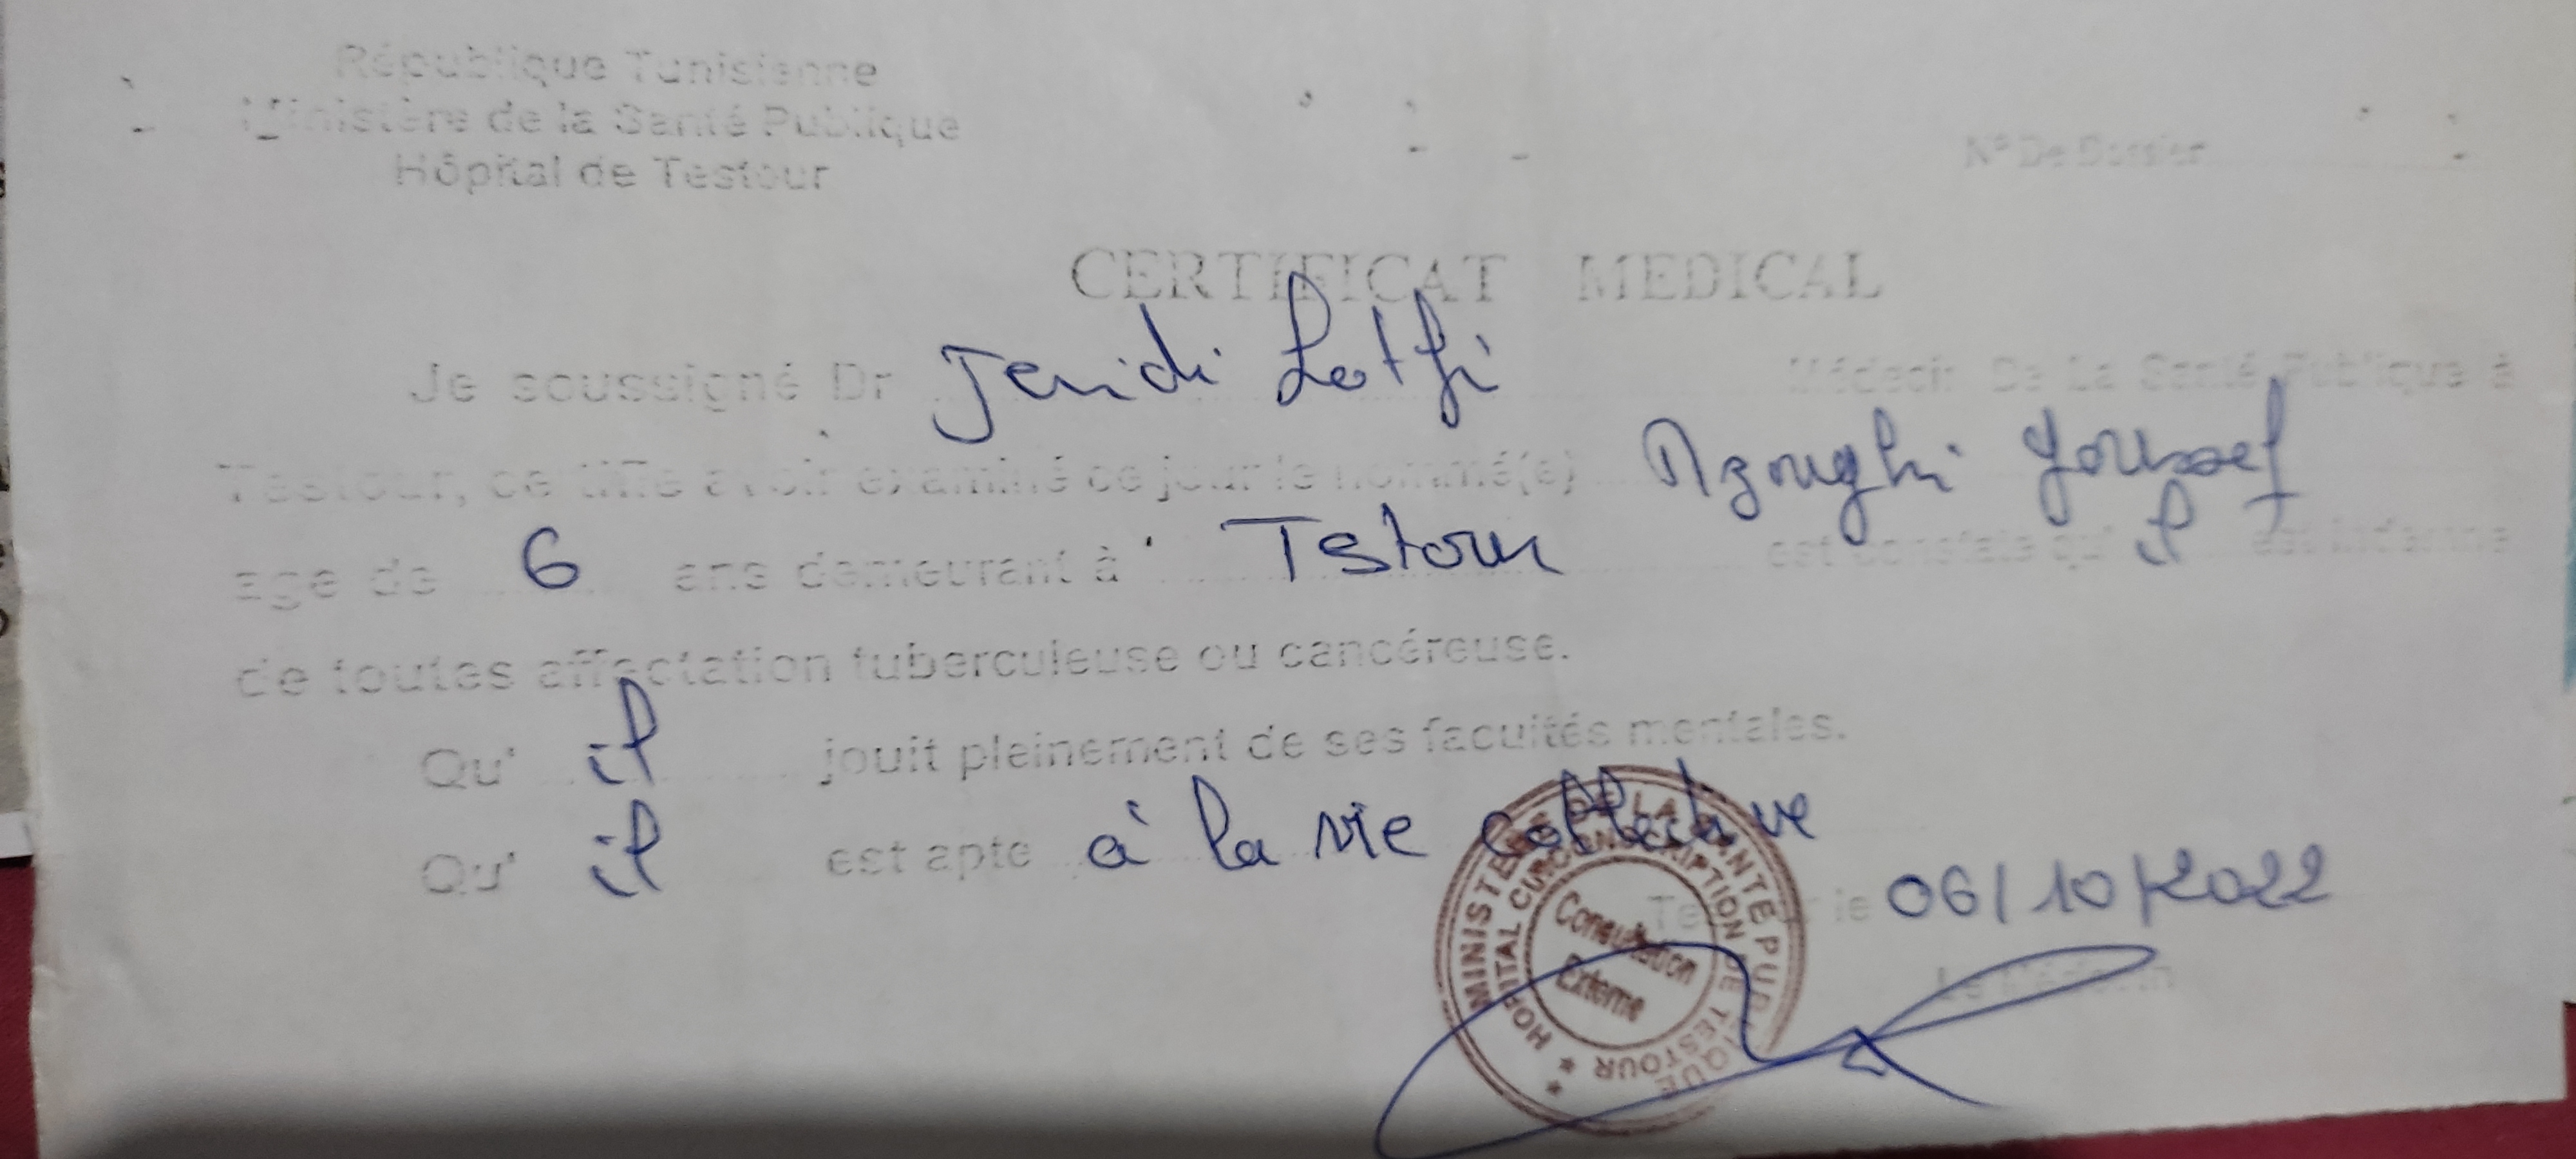 République Tunisienne
Ministère de la Santé Publique
Hôpital de Testour
N° De Dossier
CERTIFICAT MEDICAL
Je soussigné Dr Jenidi Lotfi Médecin De La Santé Publique à
Testour, certifie avoir examiné ce jour le nommé(e) Mzoughi Youssef
age de 6 ans demeurant à Testour est constate qu' il est indemne
de toutes affectation tuberculeuse ou cancéreuse.
Qu' il jouit pleinement de ses facultés mentales.
Qu' il est apte à la vie collective
Testour le 06/10/2022
Le Médecin
MINISTERE DE LA SANTE PUBLIQUE
HOPITAL CIRCONSCRIPTION DE TESTOUR
Consultation
Externe